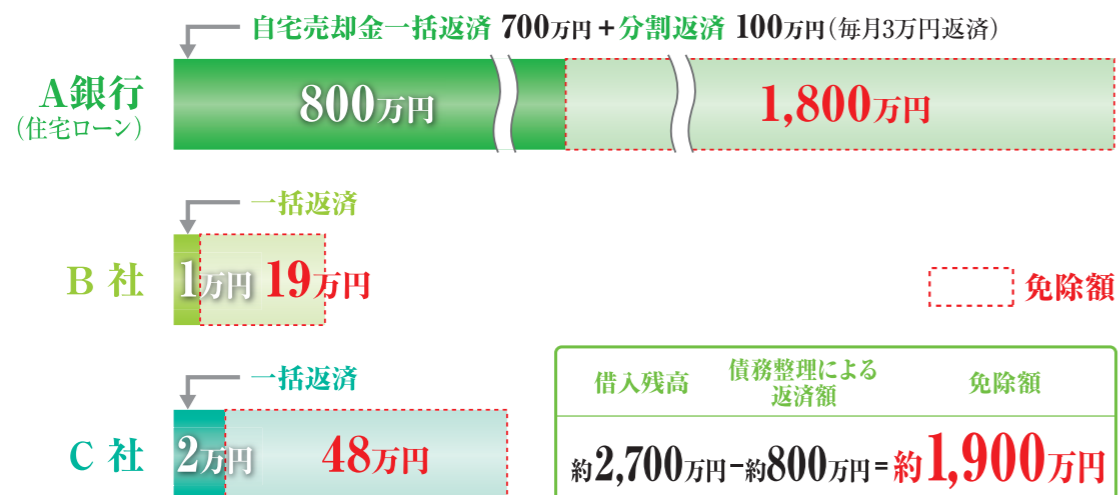 自宅売却金一括返済 700万円+分割返済 100万円(毎月3万円返済)
A銀行
(住宅ローン)
800万円
1,800万円
一括返済
B 社
1万円
19万円
免除額
一括返済
C 社
2万円
48万円
借入残高
債務整理による
返済額
免除額
約2,700万円−約800万円=約1,900万円